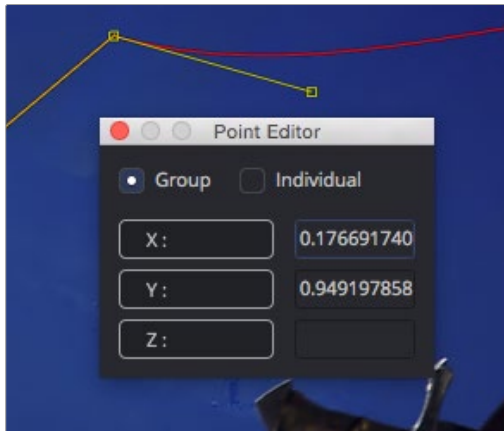 Point Editor
Group Individual
X: 0.176691740
Y: 0.949197858
Z: